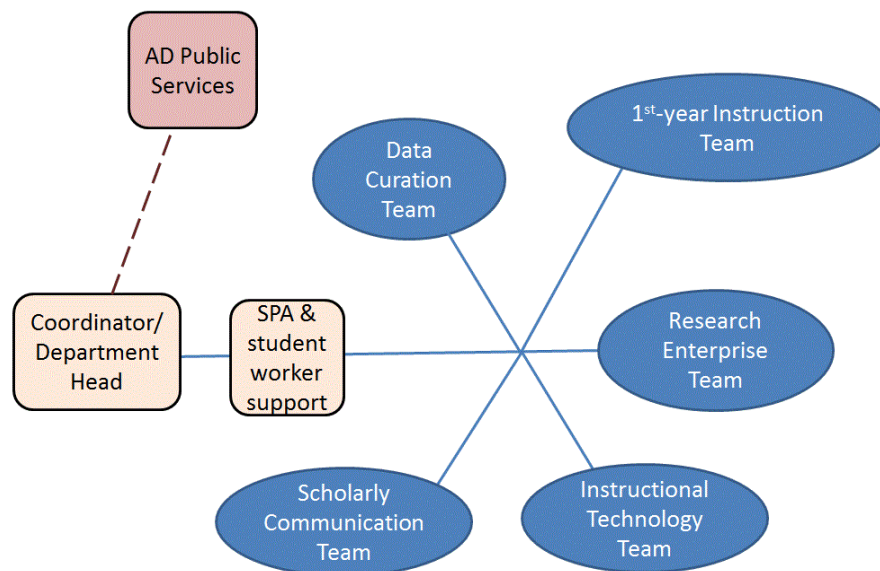 AD Public
Services
1st-year Instruction
Team
Data
Curation
Team
Coordinator/
Department
Head
SPA &
student
worker
support
Research
Enterprise
Team
Scholarly
Communication
Team
Instructional
Technology
Team